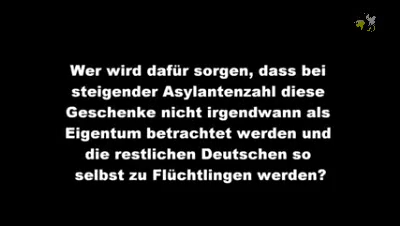 Wer wird dafür sorgen, dass bei
steigender Asylantenzahl diese
Geschenke nicht irgendwann als
Eigentum betrachtet werden und
die restlichen Deutschen so
selbst zu Flüchtlingen werden?